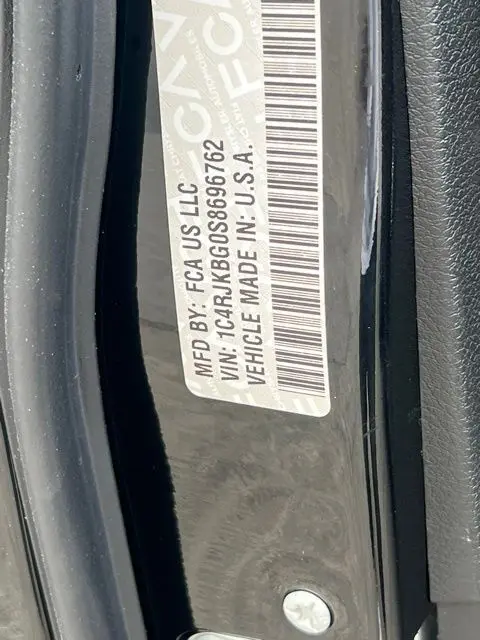 MFD BY: FCA US LLC
VIN: 1C4RJKBG0S8696762
VEHICLE MADE IN: U.S.A.